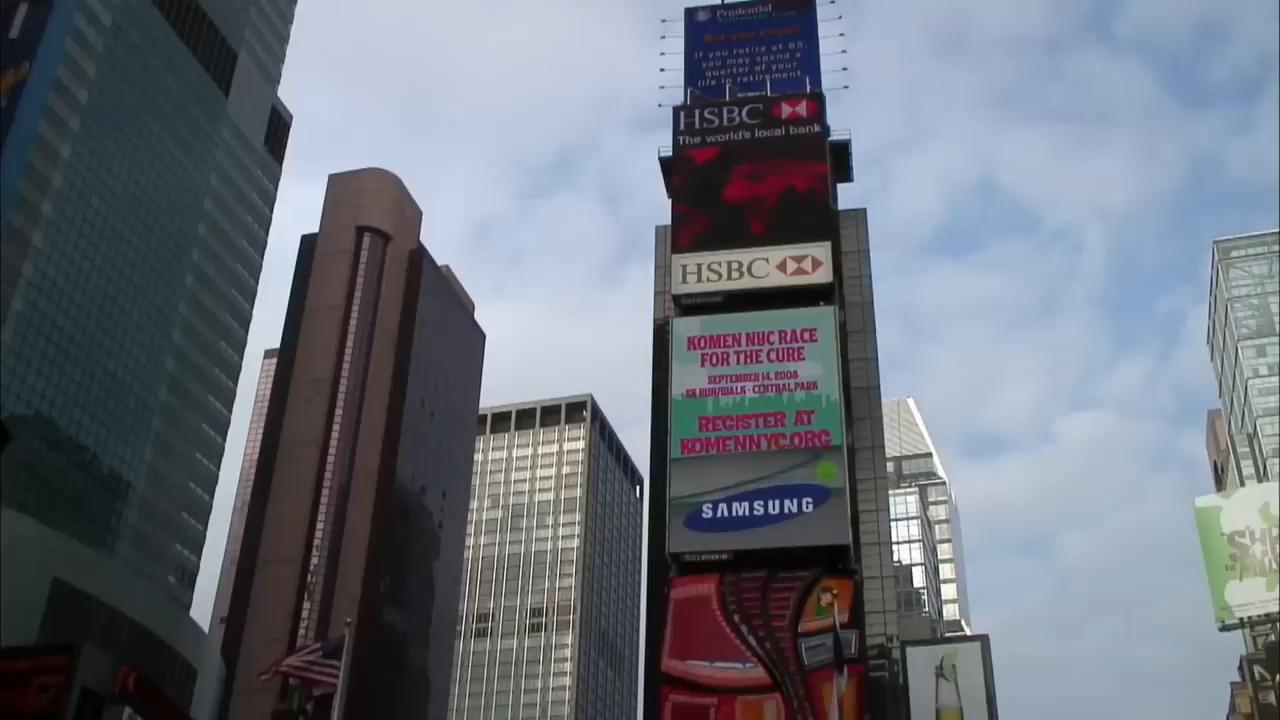 Prudential
If you retire at 65,
you may spend a
quarter of your
life in retirement
HSBC
The world's local bank
HSBC
KOMEN NYC RACE
FOR THE CURE
SEPTEMBER 14, 2008
5K RUN/WALK - CENTRAL PARK
REGISTER AT
KOMENNYC.ORG
SAMSUNG